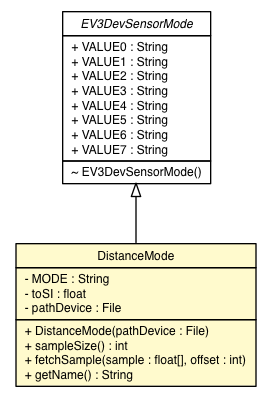 EV3DevSensorMode
+ VALUE0 : String
+ VALUE1 : String
+ VALUE2 : String
+ VALUE3 : String
+ VALUE4 : String
+ VALUE5 : String
+ VALUE6 : String
+ VALUE7 : String
~ EV3DevSensorMode()
DistanceMode
- MODE : String
- toSI : float
- pathDevice : File
+ DistanceMode(pathDevice : File)
+ sampleSize() : int
+ fetchSample(sample : float[], offset : int)
+ getName() : String